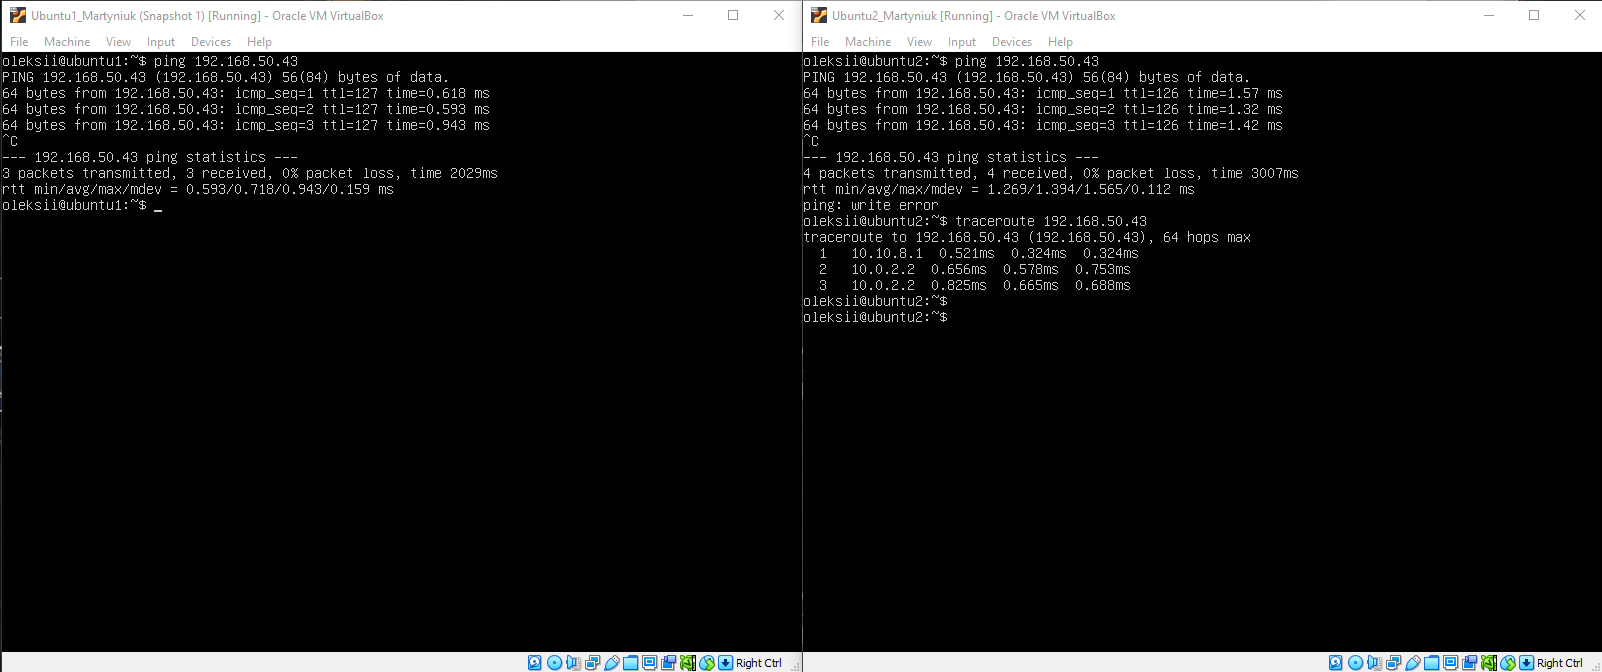 Ubuntu1_Martyniuk (Snapshot 1) [Running] - Oracle VM VirtualBox
File Machine View Input Devices Help
oleksii@ubuntu1:~$ ping 192.168.50.43
PING 192.168.50.43 (192.168.50.43) 56(84) bytes of data.
64 bytes from 192.168.50.43: icmp_seq=1 ttl=127 time=0.618 ms
64 bytes from 192.168.50.43: icmp_seq=2 ttl=127 time=0.593 ms
64 bytes from 192.168.50.43: icmp_seq=3 ttl=127 time=0.943 ms
^C
--- 192.168.50.43 ping statistics ---
3 packets transmitted, 3 received, 0% packet loss, time 2029ms
rtt min/avg/max/mdev = 0.593/0.718/0.943/0.159 ms
oleksii@ubuntu1:~$ _
Right Ctrl
Ubuntu2_Martyniuk [Running] - Oracle VM VirtualBox
File Machine View Input Devices Help
oleksii@ubuntu2:~$ ping 192.168.50.43
PING 192.168.50.43 (192.168.50.43) 56(84) bytes of data.
64 bytes from 192.168.50.43: icmp_seq=1 ttl=126 time=1.57 ms
64 bytes from 192.168.50.43: icmp_seq=2 ttl=126 time=1.32 ms
64 bytes from 192.168.50.43: icmp_seq=3 ttl=126 time=1.42 ms
^C
--- 192.168.50.43 ping statistics ---
4 packets transmitted, 4 received, 0% packet loss, time 3007ms
rtt min/avg/max/mdev = 1.269/1.394/1.565/0.112 ms
ping: write error
oleksii@ubuntu2:~$ traceroute 192.168.50.43
traceroute to 192.168.50.43 (192.168.50.43), 64 hops max
1 10.10.8.1 0.521ms 0.324ms 0.324ms
2 10.0.2.2 0.656ms 0.578ms 0.753ms
3 10.0.2.2 0.825ms 0.665ms 0.688ms
oleksii@ubuntu2:~$
oleksii@ubuntu2:~$
Right Ctrl